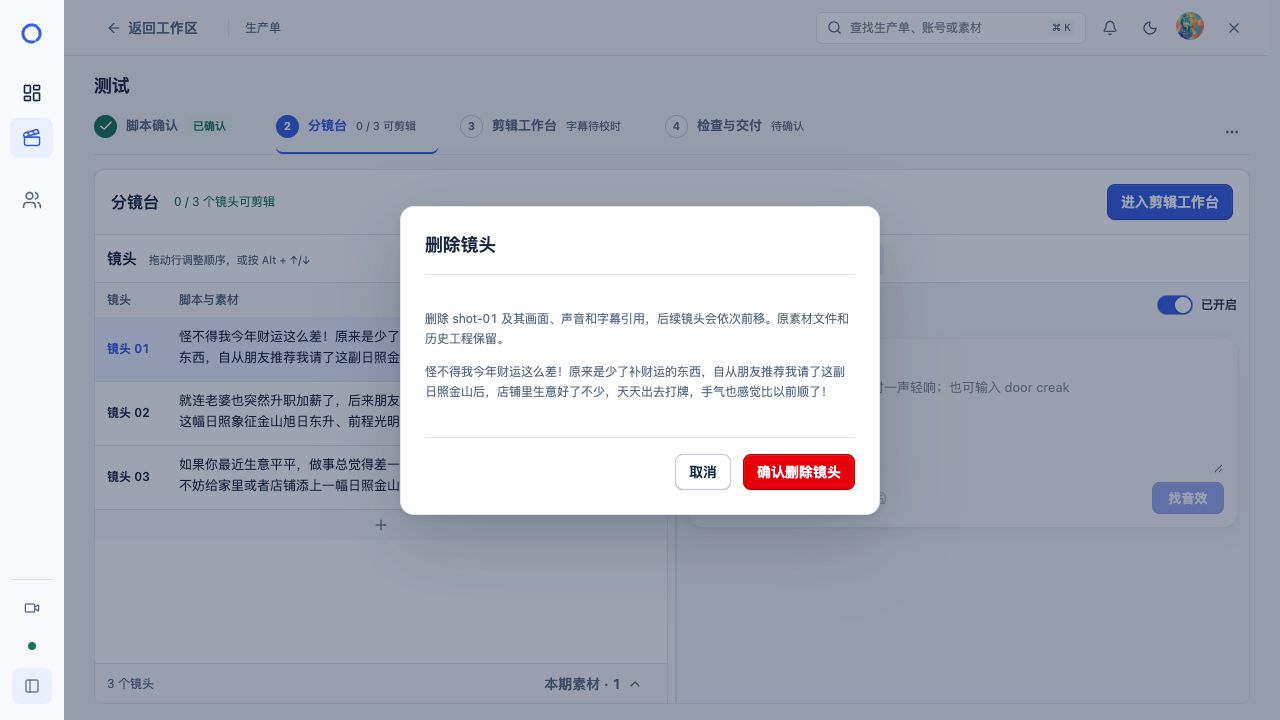 返回工作区
生产单
查找生产单、账号或素材
⌘ K
测试
脚本确认 已确认
2 分镜台 0 / 3 可剪辑
3 剪辑工作台 字幕待校时
4 检查与交付 待确认
分镜台 0 / 3 个镜头可剪辑
进入剪辑工作台
镜头 拖动行调整顺序，或按 Alt + ↑/↓
镜头 脚本与素材
已开启
镜头 01
怪不得我今年财运这么差！原来是少了
东西，自从朋友推荐我请了这副日照金
镜头 02
就连老婆也突然升职加薪了，后来朋友
这幅日照象征金山旭日东升、前程光明
镜头 03
如果你最近生意平平，做事总觉得差一
不妨给家里或者店铺添上一幅日照金山
删除镜头
删除 shot-01 及其画面、声音和字幕引用，后续镜头会依次前移。原素材文件和
历史工程保留。
怪不得我今年财运这么差！原来是少了补财运的东西，自从朋友推荐我请了这副
日照金山后，店铺里生意好了不少，天天出去打牌，手气也感觉比以前顺了！
取消
确认删除镜头
一声轻响；也可输入 door creak
找音效
3 个镜头
本期素材 · 1